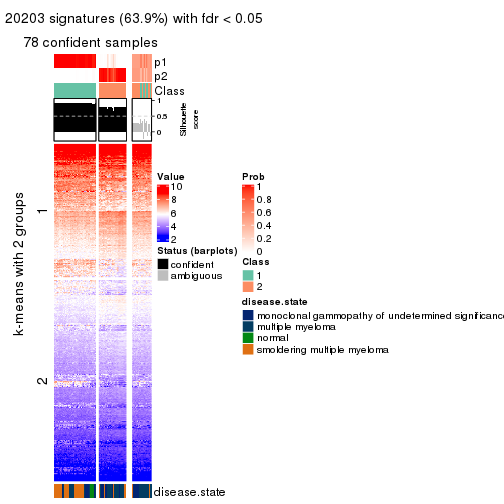 20203 signatures (63.9%) with fdr < 0.05
78 confident samples
p1
p2
Class
1
0.5
0
Silhouette
score
k-means with 2 groups
1
2
Value
10
8
6
4
2
Status (barplots)
confident
ambiguous
Prob
1
0.8
0.6
0.4
0.2
0
Class
1
2
disease.state
monoclonal gammopathy of undetermined significance
multiple myeloma
normal
smoldering multiple myeloma
disease.state